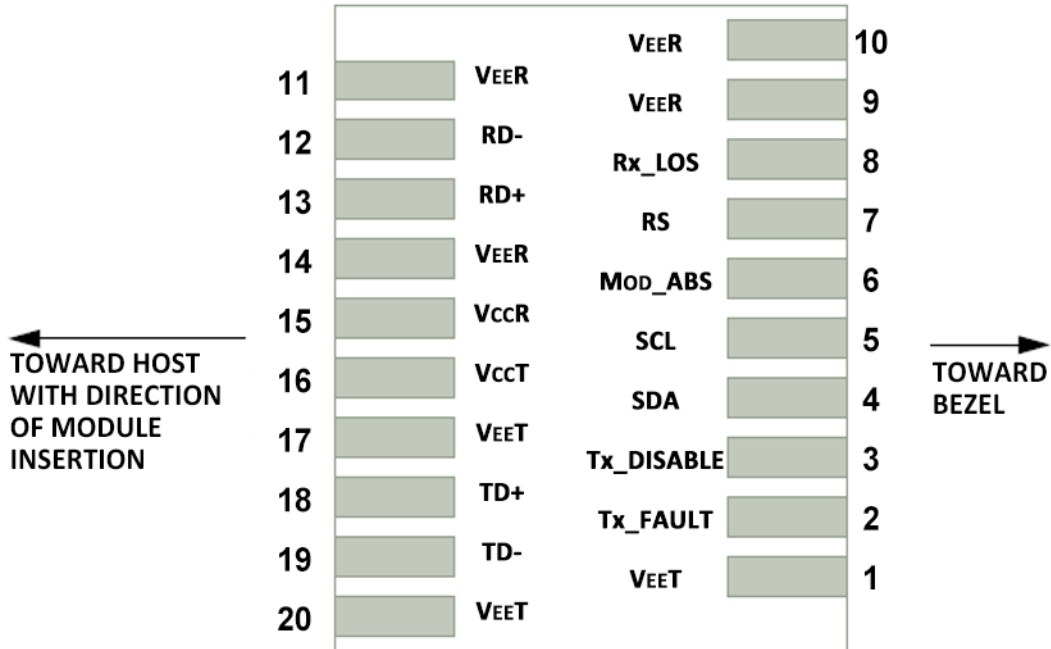 VEER 10
11 VEER
VEER 9
12 RD-
Rx_LOS 8
13 RD+
RS 7
14 VEER
MOD_ABS 6
15 VCCR
SCL 5
16 VCCT
SDA 4
17 VEET
Tx_DISABLE 3
18 TD+
Tx_FAULT 2
19 TD-
VEET 1
20 VEET
TOWARD HOST
WITH DIRECTION
OF MODULE
INSERTION
TOWARD
BEZEL